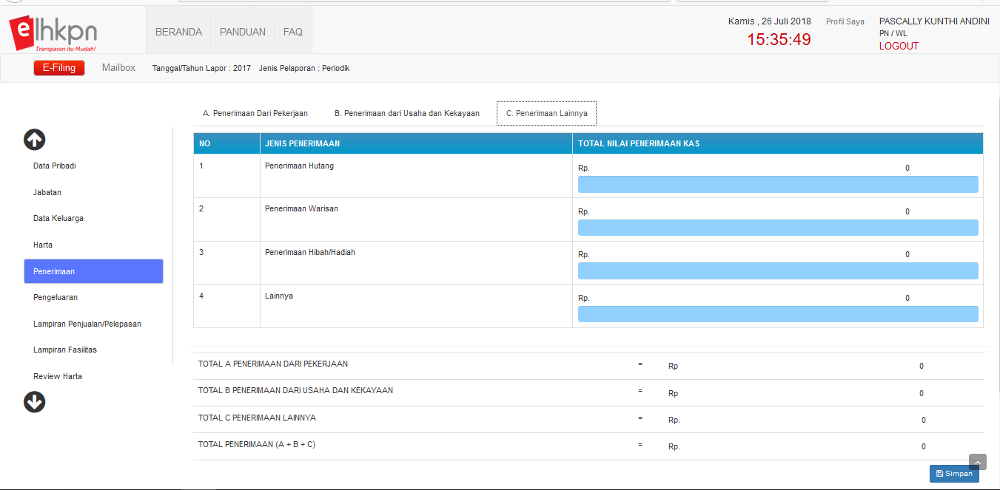 elhkpn
Transparan itu Mudah!
BERANDA PANDUAN FAQ
Kamis , 26 Juli 2018
15:35:49
Profil Saya
PASCALLY KUNTHI ANDINI
PN / WL
LOGOUT
E-Filing Mailbox Tanggal/Tahun Lapor : 2017 Jenis Pelaporan : Periodik
Data Pribadi
Jabatan
Data Keluarga
Harta
Penerimaan
Pengeluaran
Lampiran Penjualan/Pelepasan
Lampiran Fasilitas
Review Harta
A. Penerimaan Dari Pekerjaan B. Penerimaan dari Usaha dan Kekayaan C. Penerimaan Lainnya
NO JENIS PENERIMAAN TOTAL NILAI PENERIMAAN KAS
1 Penerimaan Hutang Rp. 0
2 Penerimaan Warisan Rp. 0
3 Penerimaan Hibah/Hadiah Rp. 0
4 Lainnya Rp. 0
TOTAL A PENERIMAAN DARI PEKERJAAN = Rp 0
TOTAL B PENERIMAAN DARI USAHA DAN KEKAYAAN = Rp 0
TOTAL C PENERIMAAN LAINNYA = Rp. 0
TOTAL PENERIMAAN (A + B + C) = Rp. 0
Simpan